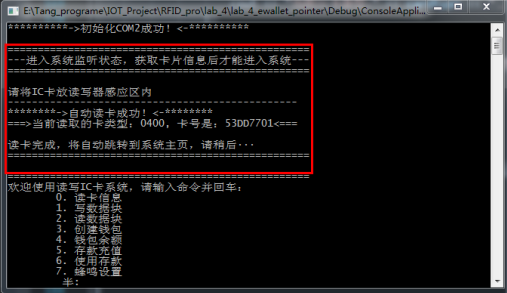 E:\Tang_programe\IOT_Project\RFID_pro\lab_4\lab_4_ewallet_pointer\Debug\ConsoleAppli...
**********->初始化COM2成功！<-**********
==============================================
---进入系统监听状态，获取卡片信息后才能进入系统---
==============================================
请将IC卡放读写器感应区内
----------------------------------------------
********->自动读卡成功！<-********
===>当前读取的卡类型：0400，卡号是：53DD7701<===
读卡完成，将自动跳转到系统主页，请稍后···
==============================================
==============================================
欢迎使用读写IC卡系统，请输入命令并回车：
0. 读卡信息
1. 写数据块
2. 读数据块
3. 创建钱包
4. 钱包余额
5. 存款充值
6. 使用存款
7. 蜂鸣设置
半: